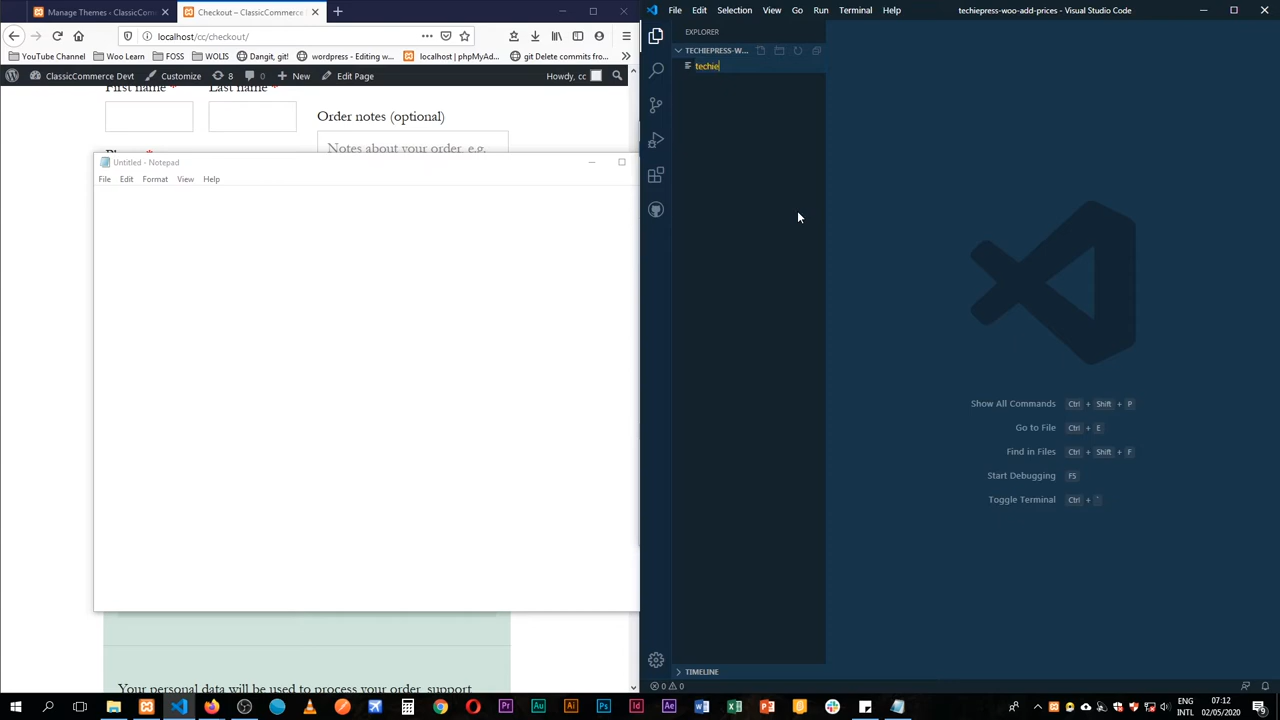 Manage Themes ‹ ClassicComm
Checkout – ClassicCommerce
localhost/cc/checkout/
YouTube Channel
Woo Learn
FOSS
WOLIS
Dangit, git!
wordpress - Editing w
localhost | phpMyAd
git Delete commits fro
ClassicCommerce Devt
Customize
8
0
New
Edit Page
Howdy, cc
First name *
Last name *
Order notes (optional)
Notes about your order, e.g.
Untitled - Notepad
File Edit Format View Help
Your personal data will be used to process your order, support
File Edit Selection View Go Run Terminal
techiepress-woo-add-prices - Visual Studio Code
EXPLORER
TECHIEPRESS-W...
techie
Show All Commands Ctrl + Shift + P
Go to File Ctrl + E
Find in Files Ctrl + Shift + F
Start Debugging F5
Toggle Terminal Ctrl + `
TIMELINE
0 0
ENG
INTL
07:12
02/05/2020